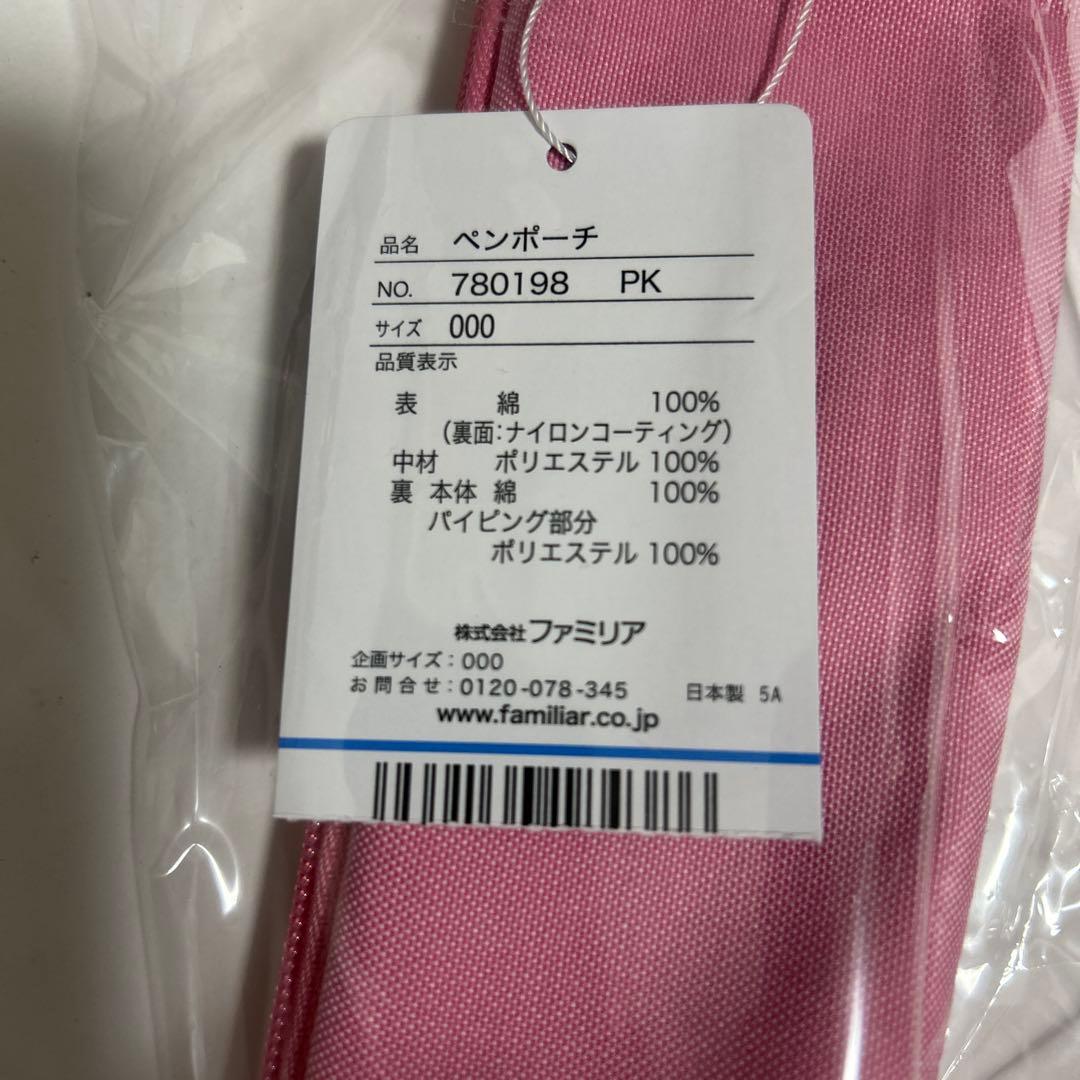 品名 ペンポーチ
NO. 780198 PK
サイズ 000
品質表示
表 綿 100%
(裏面:ナイロンコーティング)
中材 ポリエステル 100%
裏 本体 綿 100%
パイピング部分
ポリエステル 100%
株式会社ファミリア
企画サイズ:000
お問合せ:0120-078-345 日本製 5A
www.familiar.co.jp